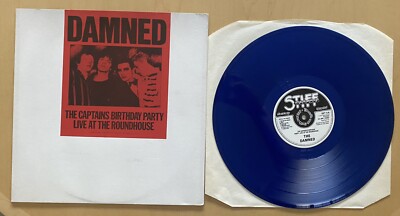 DAMNED
THE CAPTAINS BIRTHDAY PARTY
LIVE AT THE ROUNDHOUSE
STIFF
THE
DAMNED